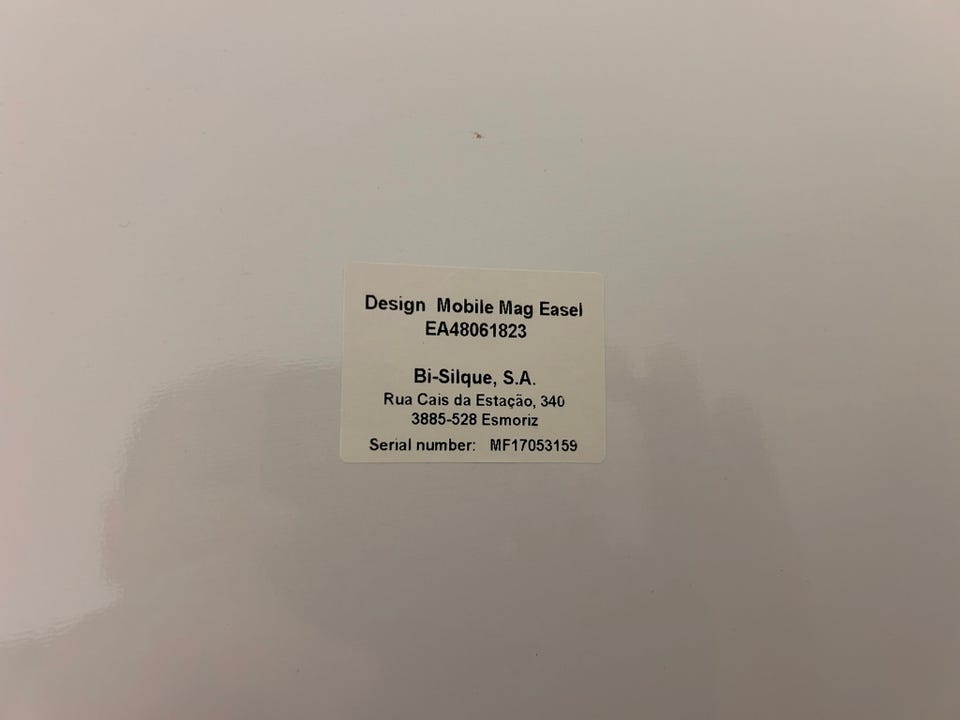 Design Mobile Mag Easel
EA48061823
Bi-Silque, S.A.
Rua Cais da Estação, 340
3885-528 Esmoriz
Serial number: MF17053159